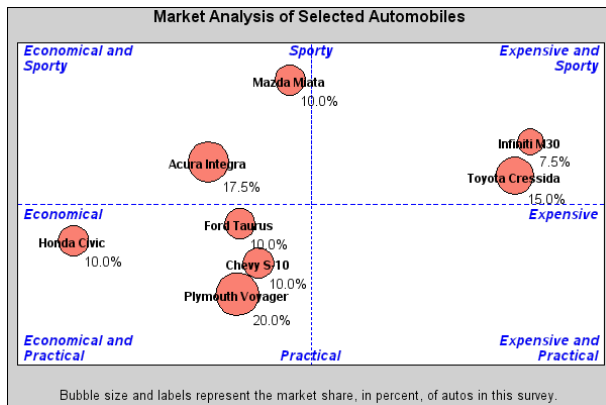 Market Analysis of Selected Automobiles
Economical and
Sporty
Sporty
Expensive and
Sporty
Mazda Miata
10.0%
Infiniti M30
7.5%
Acura Integra
17.5%
Toyota Cressida
15.0%
Economical
Expensive
Ford Taurus
10.0%
Honda Civic
10.0%
Chevy S-10
10.0%
Plymouth Voyager
20.0%
Economical and
Practical
Practical
Expensive and
Practical
Bubble size and labels represent the market share, in percent, of autos in this survey.